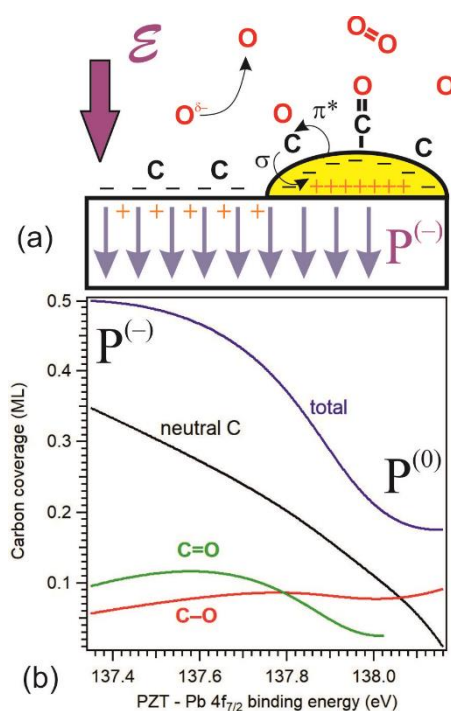 ℰ
O
O=O
O^δ−
O
O
O
π*
C
C
C
σ
C
C
− − − − −
− − − − − − −
+ + + + +
+++++++
P^(−)
(a)
0.5
P^(−)
total
0.4
neutral C
0.3
P^(0)
0.2
C=O
0.1
C–O
Carbon coverage (ML)
137.4 137.6 137.8 138.0
PZT - Pb 4f7/2 binding energy (eV)
(b)